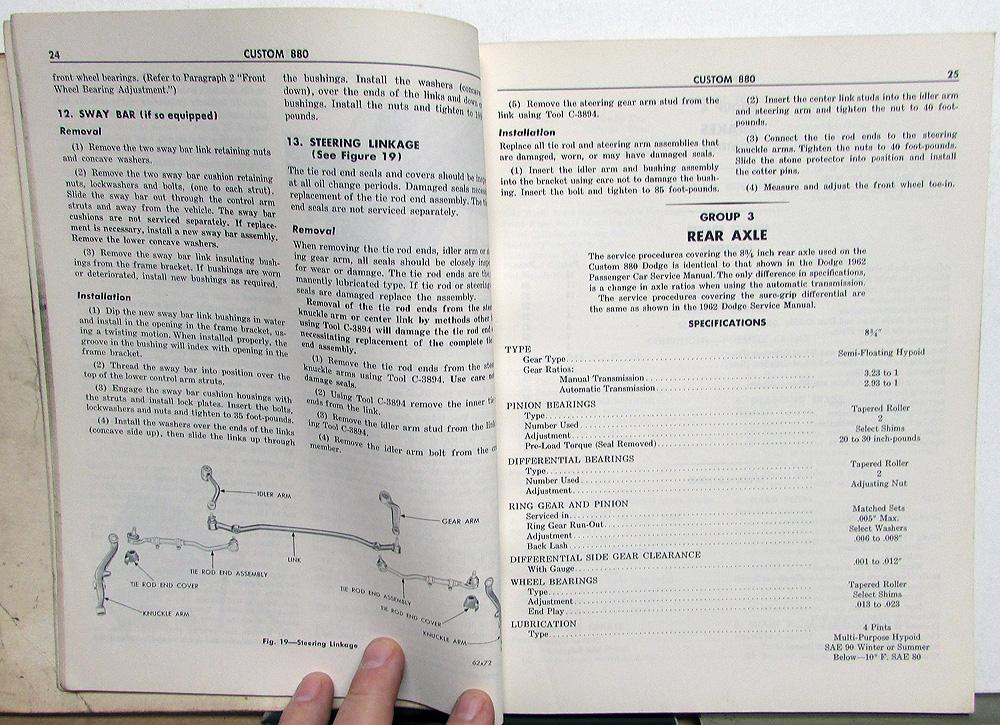 24
CUSTOM 880
front wheel bearings. (Refer to Paragraph 2 "Front
Wheel Bearing Adjustment.")
12. SWAY BAR (if so equipped)
Removal
(1) Remove the two sway bar link retaining nuts
and concave washers.
(2) Remove the two sway bar cushion retaining
nuts, lockwashers and bolts, (one to each strut).
Slide the sway bar out through the control arm
struts and away from the vehicle. The sway bar
cushions are not serviced separately. If replace-
ment is necessary, install a new sway bar assembly.
Remove the lower concave washers.
(3) Remove the sway bar link insulating bush-
ings from the frame bracket. If bushings are worn
or deteriorated, install new bushings as required.
Installation
(1) Dip the new sway bar link bushings in water
and install in the opening in the frame bracket, us-
ing a twisting motion. When installed properly, the
groove in the bushing will index with opening in the
frame bracket.
(2) Thread the sway bar into position over the
top of the lower control arm struts.
(3) Engage the sway bar cushion housings with
the struts and install lock plates. Insert the bolts,
lockwashers and nuts and tighten to 35 foot-pounds.
(4) Install the washers over the ends of the links
(concave side up), then slide the links up through
the bushings. Install the washers
down), over the ends of the links and down
bushings. Install the nuts and tighten to
pounds.
13. STEERING LINKAGE
(See Figure 19)
The tie rod end seals and covers should be
at all oil change periods. Damaged seals
replacement of the tie rod end assembly. The
end seals are not serviced separately.
Removal
When removing the tie rod ends, idler arm or
ing gear arm, all seals should be closely
for wear or damage. The tie rod ends are
manently lubricated type. If tie rod or
seals are damaged replace the assembly.
Removal of the tie rod ends from the
knuckle arm or center link by methods other
using Tool C-3894 will damage the tie rod
necessitating replacement of the complete
end assembly.
(1) Remove the tie rod ends from the
knuckle arms using Tool C-3894. Use care
damage seals.
(2) Using Tool C-3894 remove the inner
ends from the link.
(3) Remove the idler arm stud from the link
ing Tool C-3894.
(4) Remove the idler arm bolt from the
member.
IDLER ARM
GEAR ARM
LINK
TIE ROD END ASSEMBLY
TIE ROD END COVER
KNUCKLE ARM
TIE ROD END ASSEMBLY
TIE ROD END COVER
KNUCKLE ARM
Fig. 19—Steering Linkage
62x72
CUSTOM 880
25
(5) Remove the steering gear arm stud from the
link using Tool C-3894.
Installation
Replace all tie rod and steering arm assemblies that
are damaged, worn, or may have damaged seals.
(1) Insert the idler arm and bushing assembly
into the bracket using care not to damage the bush-
ing. Insert the bolt and tighten to 85 foot-pounds.
(2) Insert the center link studs into the idler arm
and steering arm and tighten the nut to 40 foot-
pounds.
(3) Connect the tie rod ends to the steering
knuckle arms. Tighten the nuts to 40 foot-pounds.
Slide the stone protector into position and install
the cotter pins.
(4) Measure and adjust the front wheel toe-in.
GROUP 3
REAR AXLE
The service procedures covering the 8¾ inch rear axle used on the
Custom 880 Dodge is identical to that shown in the Dodge 1962
Passenger Car Service Manual. The only difference in specifications,
is a change in axle ratios when using the automatic transmission.
The service procedures covering the sure-grip differential are
the same as shown in the 1962 Dodge Service Manual.
SPECIFICATIONS
8¾"
TYPE
Gear Type.......... Semi-Floating Hypoid
Gear Ratios:
Manual Transmission.......... 3.23 to 1
Automatic Transmission.......... 2.93 to 1
PINION BEARINGS
Type.......... Tapered Roller
Number Used.......... 2
Adjustment.......... Select Shims
Pre-Load Torque (Seal Removed).......... 20 to 30 inch-pounds
DIFFERENTIAL BEARINGS
Type.......... Tapered Roller
Number Used.......... 2
Adjustment.......... Adjusting Nut
RING GEAR AND PINION
Serviced in.......... Matched Sets
Ring Gear Run-Out.......... .005" Max.
Adjustment.......... Select Washers
Back Lash.......... .006 to .008"
DIFFERENTIAL SIDE GEAR CLEARANCE
With Gauge.......... .001 to .012"
WHEEL BEARINGS
Type.......... Tapered Roller
Adjustment.......... Select Shims
End Play.......... .013 to .023
LUBRICATION
Type.......... 4 Pints
Multi-Purpose Hypoid
SAE 90 Winter or Summer
Below—10° F. SAE 80